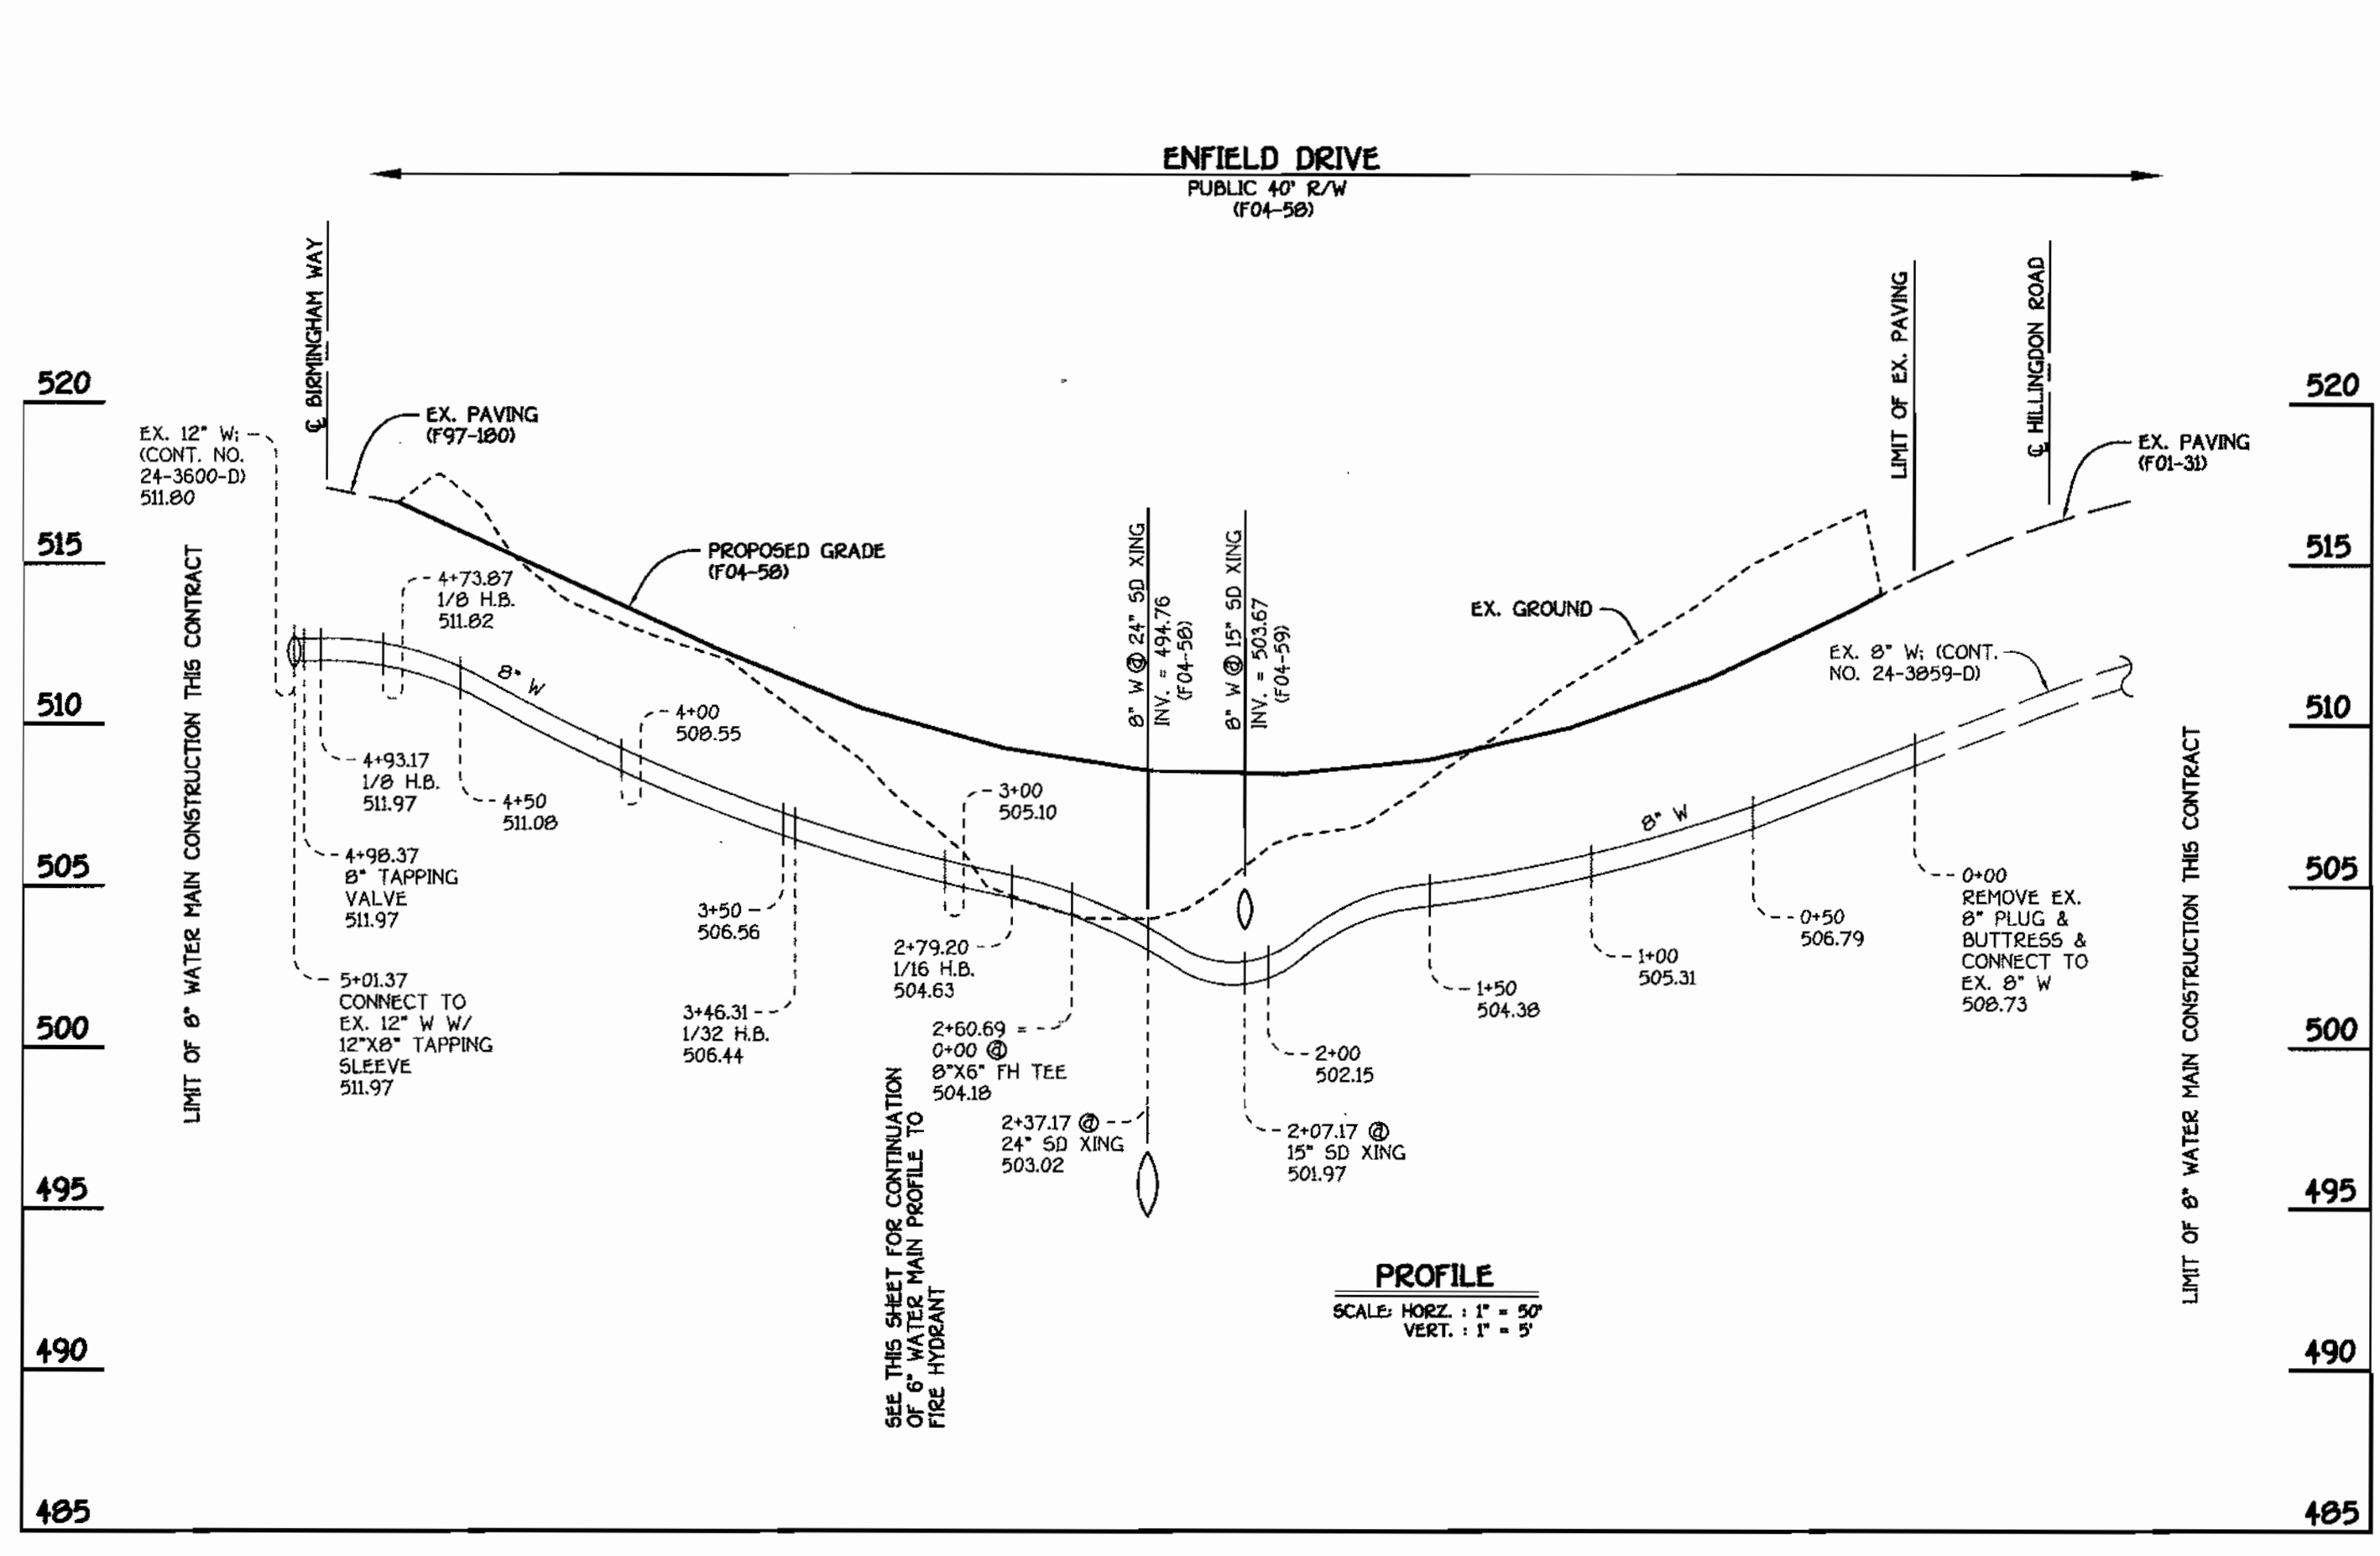 ENFIELD DRIVE
PUBLIC 40' R/W
(F04-58)
℄ BIRMINGHAM WAY
LIMIT OF EX. PAVING
℄ HILLINGDON ROAD
520
515
510
505
500
495
490
485
520
515
510
505
500
495
490
485
EX. 12" W;
(CONT. NO.
24-3600-D)
511.80
EX. PAVING
(F97-180)
PROPOSED GRADE
(F04-58)
EX. GROUND
EX. PAVING
(F01-31)
EX. 8" W; (CONT.
NO. 24-3859-D)
LIMIT OF 8" WATER MAIN CONSTRUCTION THIS CONTRACT
4+73.87
1/8 H.B.
511.82
8" W
4+00
508.55
4+93.17
1/8 H.B.
511.97
4+50
511.08
4+98.37
8" TAPPING
VALVE
511.97
5+01.37
CONNECT TO
EX. 12" W W/
12"X8" TAPPING
SLEEVE
511.97
3+50
506.56
3+46.31
1/32 H.B.
506.44
3+00
505.10
2+79.20
1/16 H.B.
504.63
2+60.69 =
0+00 @
8"X6" FH TEE
504.18
2+37.17 @
24" SD XING
503.02
8" W @ 24" SD XING
INV. = 494.76
(F04-58)
8" W @ 15" SD XING
INV. = 503.67
(F04-59)
2+07.17 @
15" SD XING
501.97
2+00
502.15
1+50
504.38
1+00
505.31
8" W
0+50
506.79
0+00
REMOVE EX.
8" PLUG &
BUTTRESS &
CONNECT TO
EX. 8" W
508.73
LIMIT OF 8" WATER MAIN CONSTRUCTION THIS CONTRACT
SEE THIS SHEET FOR CONTINUATION
OF 6" WATER MAIN PROFILE TO
FIRE HYDRANT
PROFILE
SCALE: HORZ. : 1" = 50'
VERT. : 1" = 5'